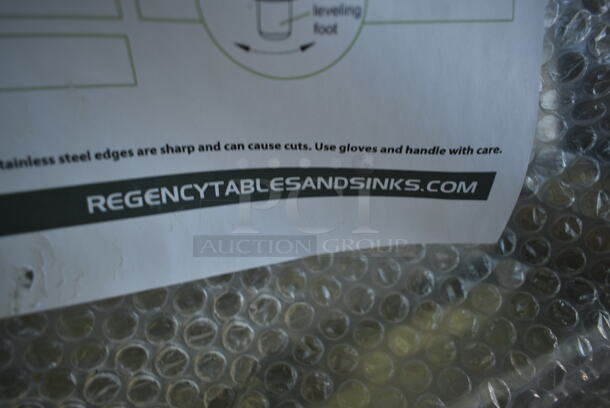 leveling
foot
tainless steel edges are sharp and can cause cuts. Use gloves and handle with care.
REGENCYTABLESANDSINKS.COM
PCI
AUCTION GROUP